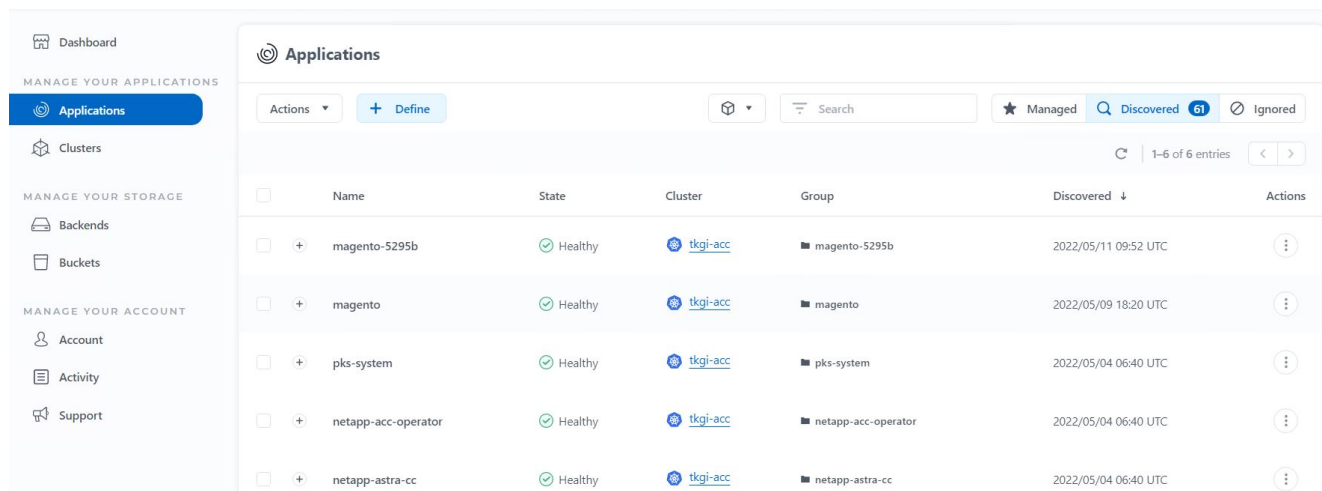 Dashboard
MANAGE YOUR APPLICATIONS
Applications
Clusters
MANAGE YOUR STORAGE
Backends
Buckets
MANAGE YOUR ACCOUNT
Account
Activity
Support
Applications
Actions + Define Search Managed Discovered 61 Ignored
1–6 of 6 entries < >
Name State Cluster Group Discovered ↓ Actions
+ magento-5295b Healthy tkgi-acc magento-5295b 2022/05/11 09:52 UTC
+ magento Healthy tkgi-acc magento 2022/05/09 18:20 UTC
+ pks-system Healthy tkgi-acc pks-system 2022/05/04 06:40 UTC
+ netapp-acc-operator Healthy tkgi-acc netapp-acc-operator 2022/05/04 06:40 UTC
+ netapp-astra-cc Healthy tkgi-acc netapp-astra-cc 2022/05/04 06:40 UTC